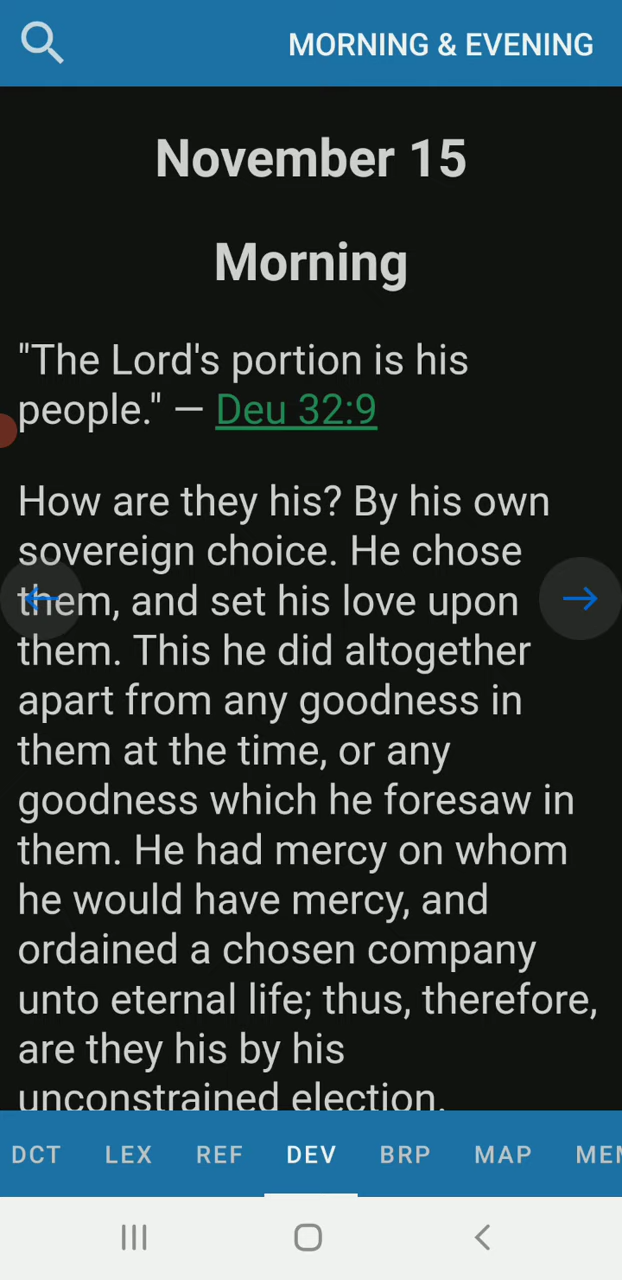 MORNING & EVENING
November 15
Morning
"The Lord's portion is his
people." — Deu 32:9
How are they his? By his own
sovereign choice. He chose
them, and set his love upon
them. This he did altogether
apart from any goodness in
them at the time, or any
goodness which he foresaw in
them. He had mercy on whom
he would have mercy, and
ordained a chosen company
unto eternal life; thus, therefore,
are they his by his
unconstrained election.
DCT LEX REF DEV BRP MAP